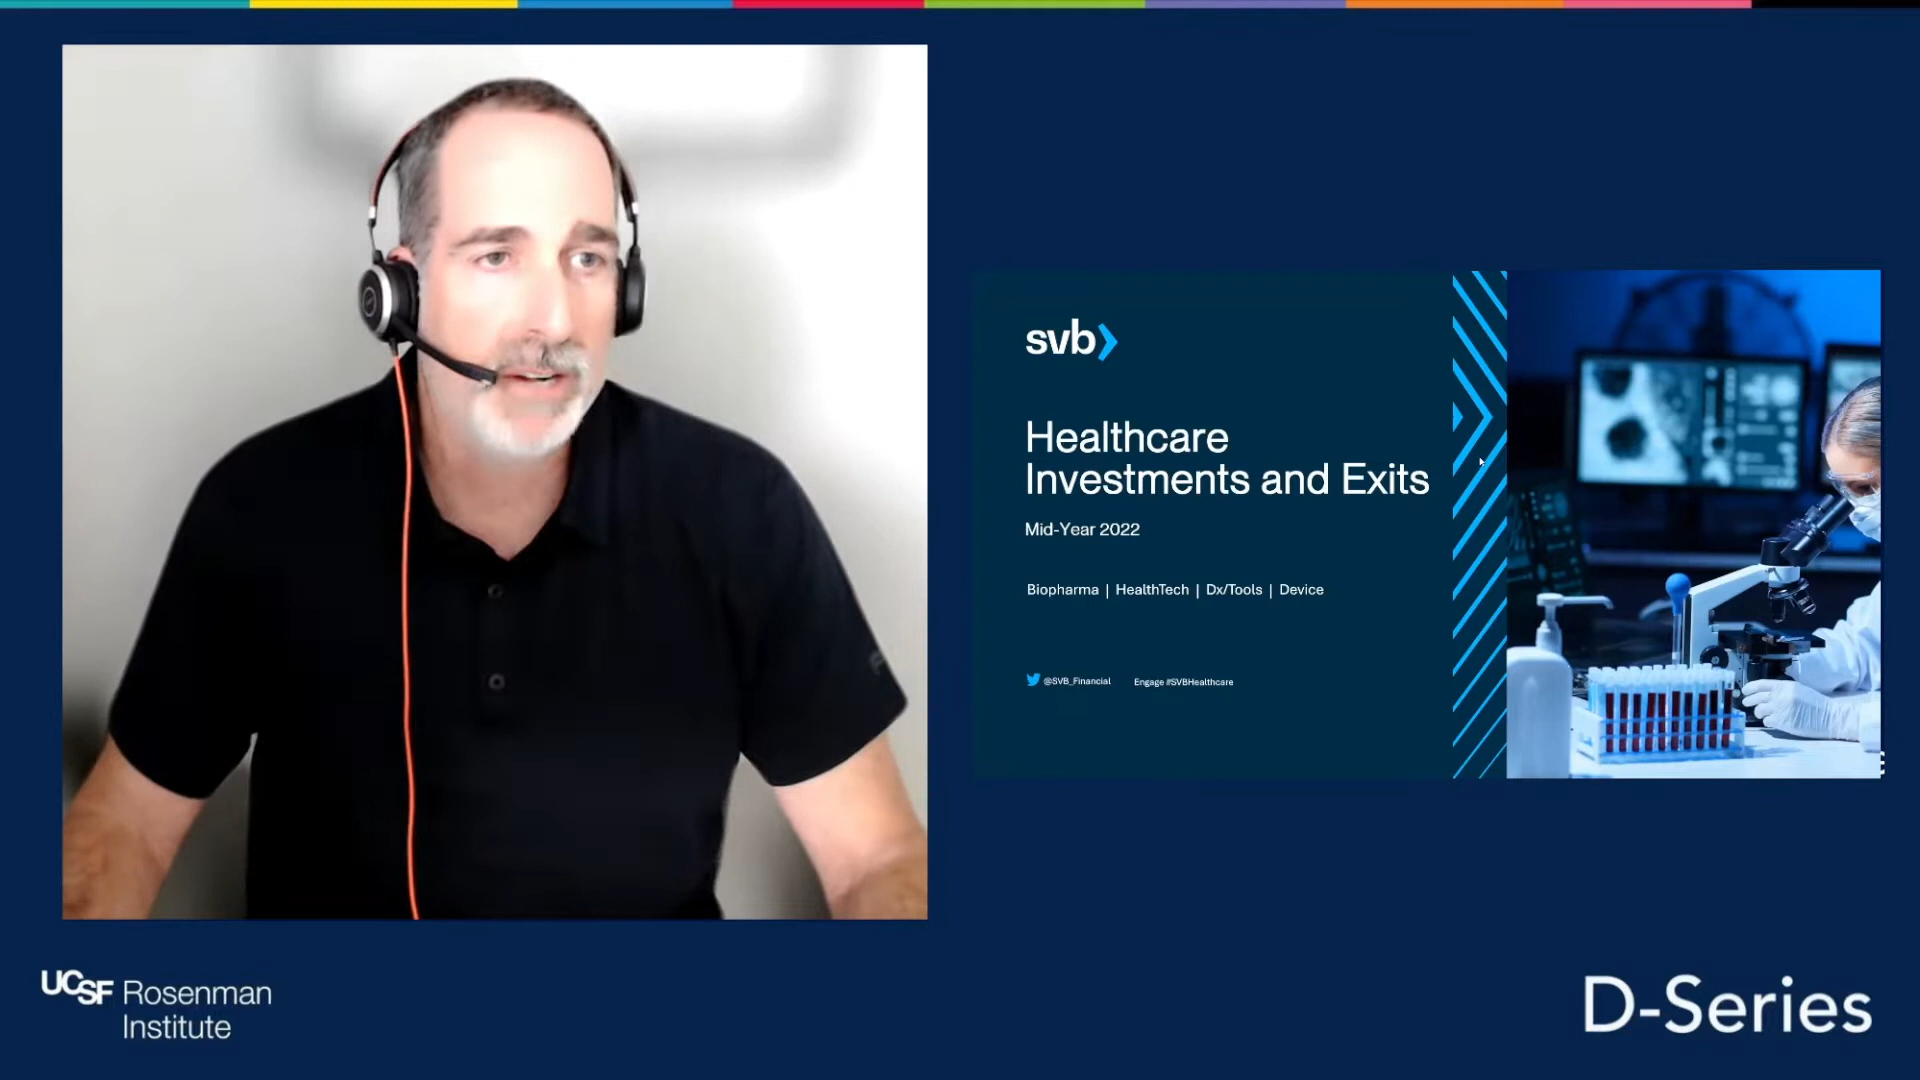 svb
Healthcare
Investments and Exits
Mid-Year 2022
Biopharma | HealthTech | Dx/Tools | Device
@SVB_Financial Engage #SVBHealthcare
UCSF Rosenman
Institute
D-Series